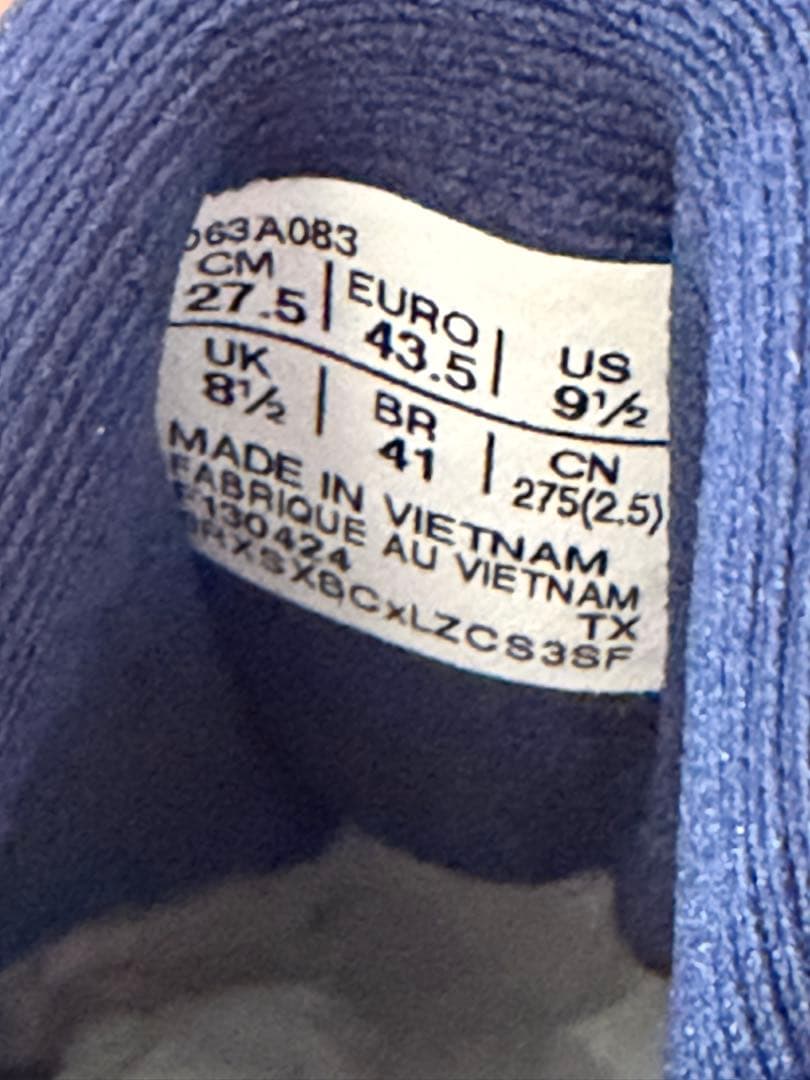 063A083
CM 27.5 | EURO 43.5 | US 9½
UK 8½ | BR 41 | CN 275(2.5)
MADE IN VIETNAM
FABRIQUE AU VIETNAM
130424 TX